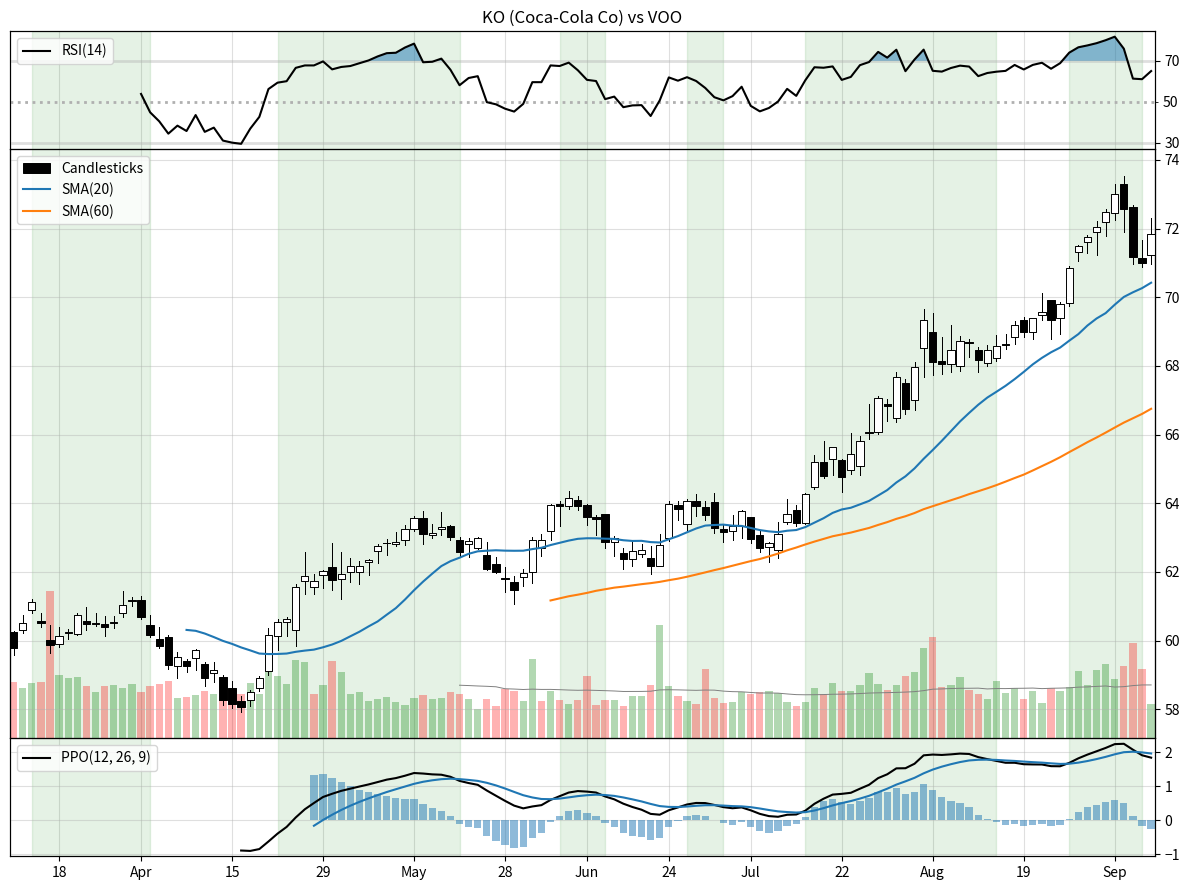 KO (Coca-Cola Co) vs VOO
RSI(14)
70
50
30
Candlesticks
SMA(20)
SMA(60)
74
72
70
68
66
64
62
60
58
PPO(12, 26, 9)
2
1
0
−1
18 Apr 15 29 May 28 Jun 24 Jul 22 Aug 19 Sep